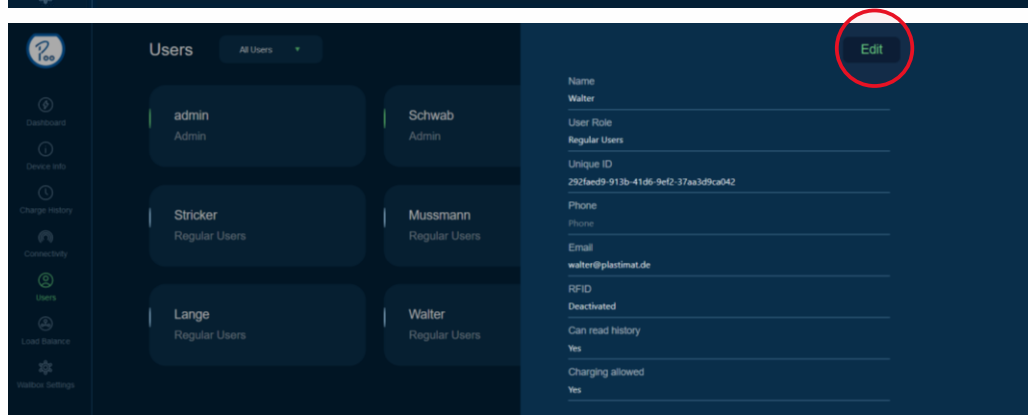 Poo
Users
All Users
Edit
Dashboard
Device Info
Charge History
Connectivity
Users
Load Balance
Wallbox Settings
admin
Admin
Schwab
Admin
Stricker
Regular Users
Mussmann
Regular Users
Lange
Regular Users
Walter
Regular Users
Name
Walter
User Role
Regular Users
Unique ID
292faed9-913b-41d6-9ef2-37aa3d9ca042
Phone
Phone
Email
walter@plastimat.de
RFID
Deactivated
Can read history
Yes
Charging allowed
Yes